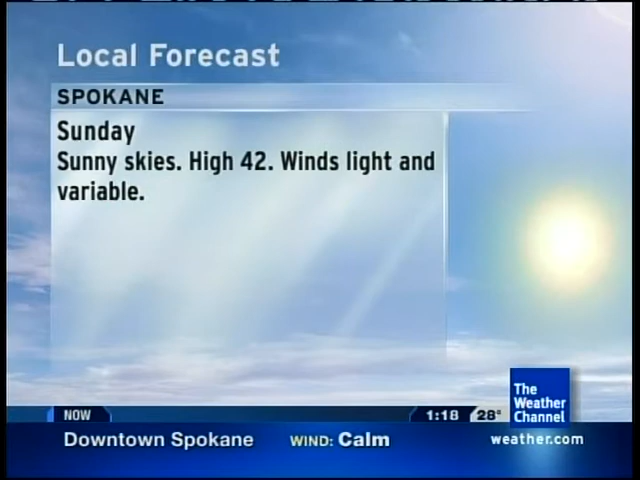 Local Forecast
SPOKANE
Sunday
Sunny skies. High 42. Winds light and
variable.
The
Weather
Channel
NOW
1:18
28°
Downtown Spokane
WIND: Calm
weather.com